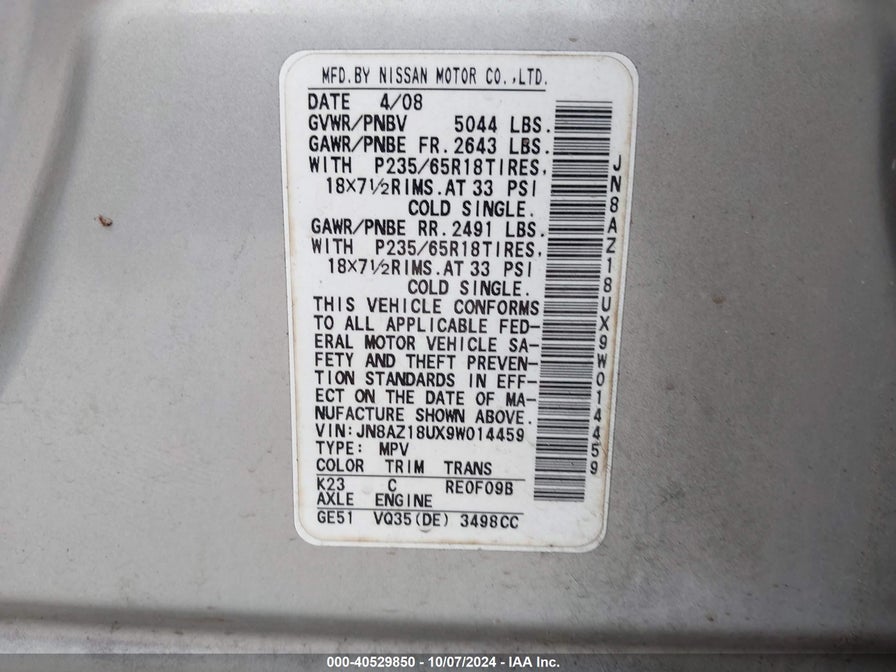 MFD.BY NISSAN MOTOR CO.,LTD.
DATE 4/08
GVWR/PNBV 5044 LBS.
GAWR/PNBE FR.2643 LBS.
WITH P235/65R18TIRES,
18×7½RIMS.AT 33 PSI
COLD SINGLE.
GAWR/PNBE RR.2491 LBS.
WITH P235/65R18TIRES,
18×7½RIMS.AT 33 PSI
COLD SINGLE.
THIS VEHICLE CONFORMS
TO ALL APPLICABLE FED-
ERAL MOTOR VEHICLE SA-
FETY AND THEFT PREVEN-
TION STANDARDS IN EFF-
ECT ON THE DATE OF MA-
NUFACTURE SHOWN ABOVE.
VIN:JN8AZ18UX9W014459
TYPE: MPV
COLOR TRIM TRANS
K23 C RE0F09B
AXLE ENGINE
GE51 VQ35(DE) 3498CC
JN8AZ18UX9W014459
000-40529850 - 10/07/2024 - IAA Inc.